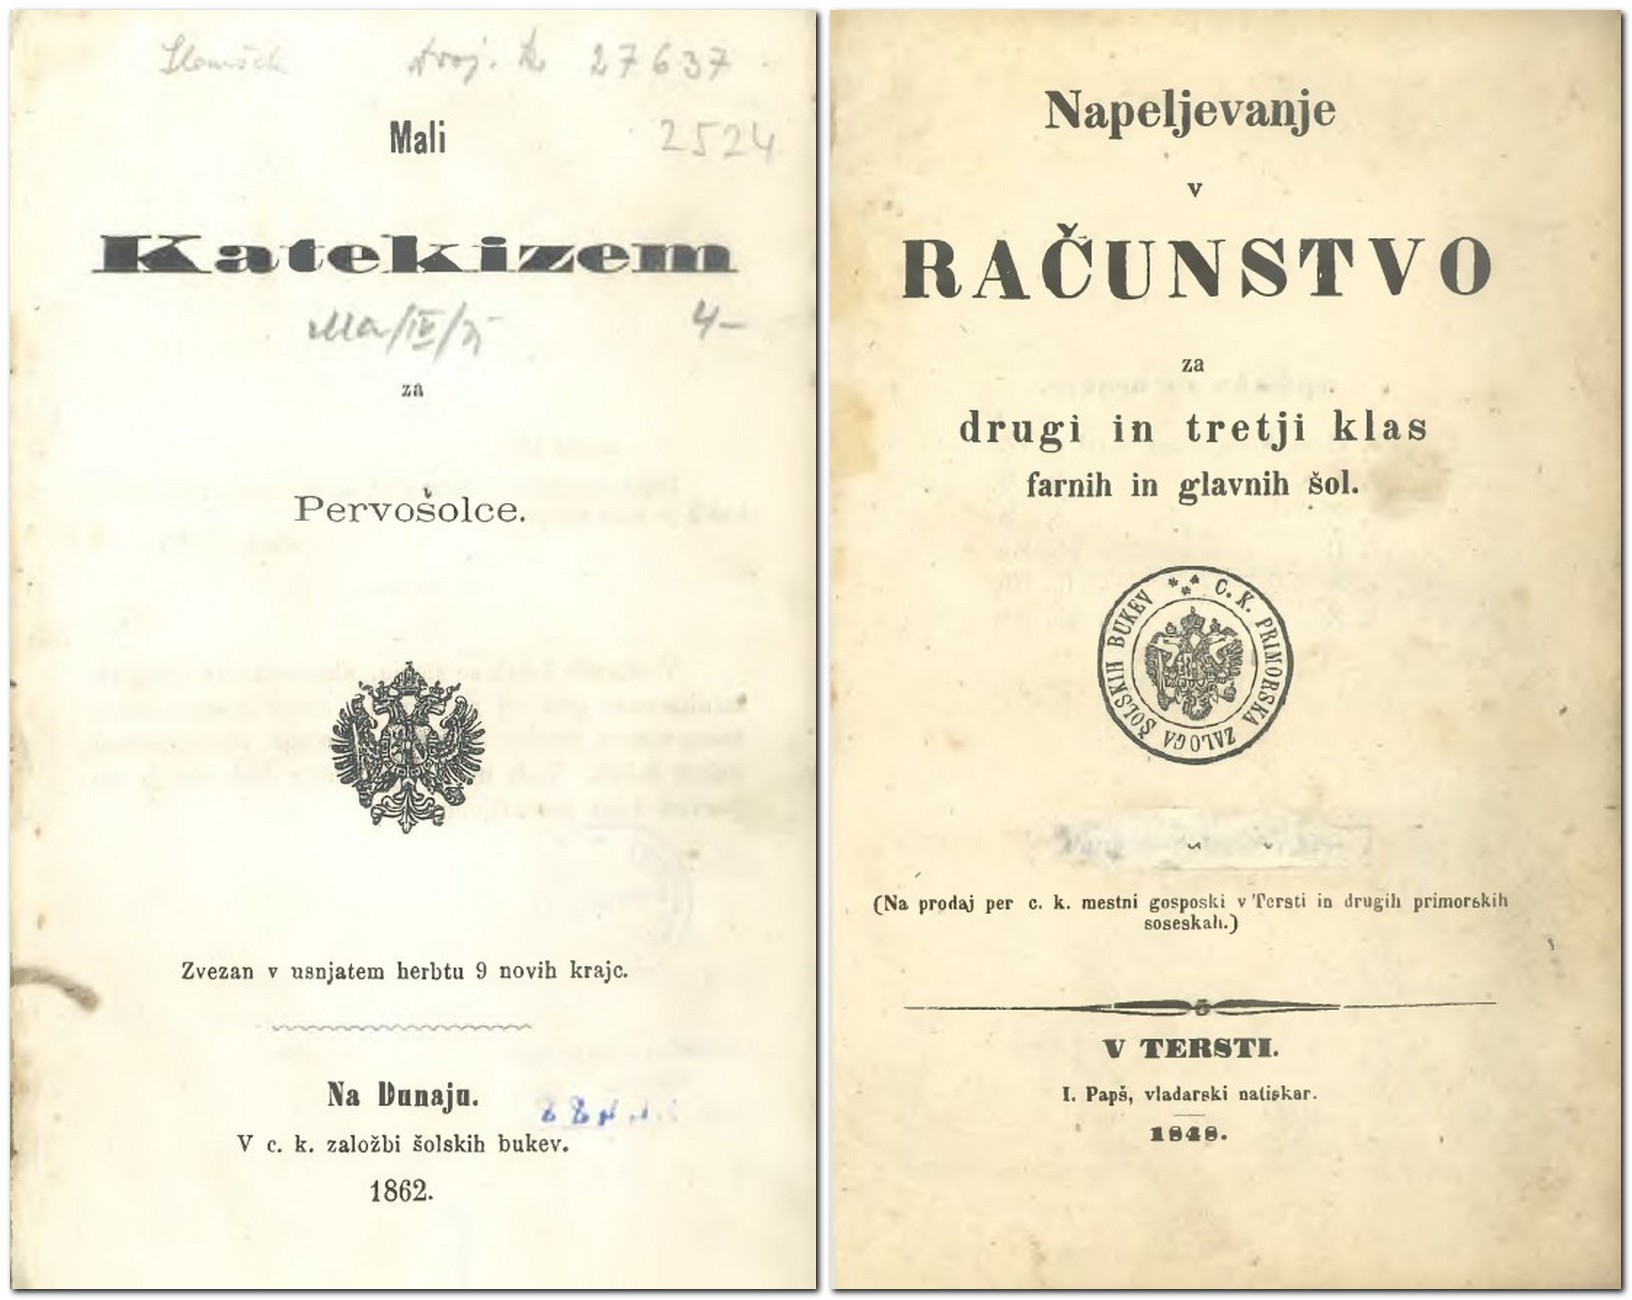 27637
Mali
2524
Katekizem
4-
za
Pervošolce.
Zvezan v usnjatem herbtu 9 novih krajc.
Na Dunaju.
V c. k. založbi šolskih bukev.
1862.
Napeljevanje
v
RAČUNSTVO
za
drugi in tretji klas
farnih in glavnih šol.
C. K. PRIMORSKA ZALOGA ŠOLSKIH BUKEV
(Na prodaj per c. k. mestni gosposki v Tersti in drugih primorskih
soseskah.)
V TERSTI.
I. Papš, vladarski natiskar.
1848.